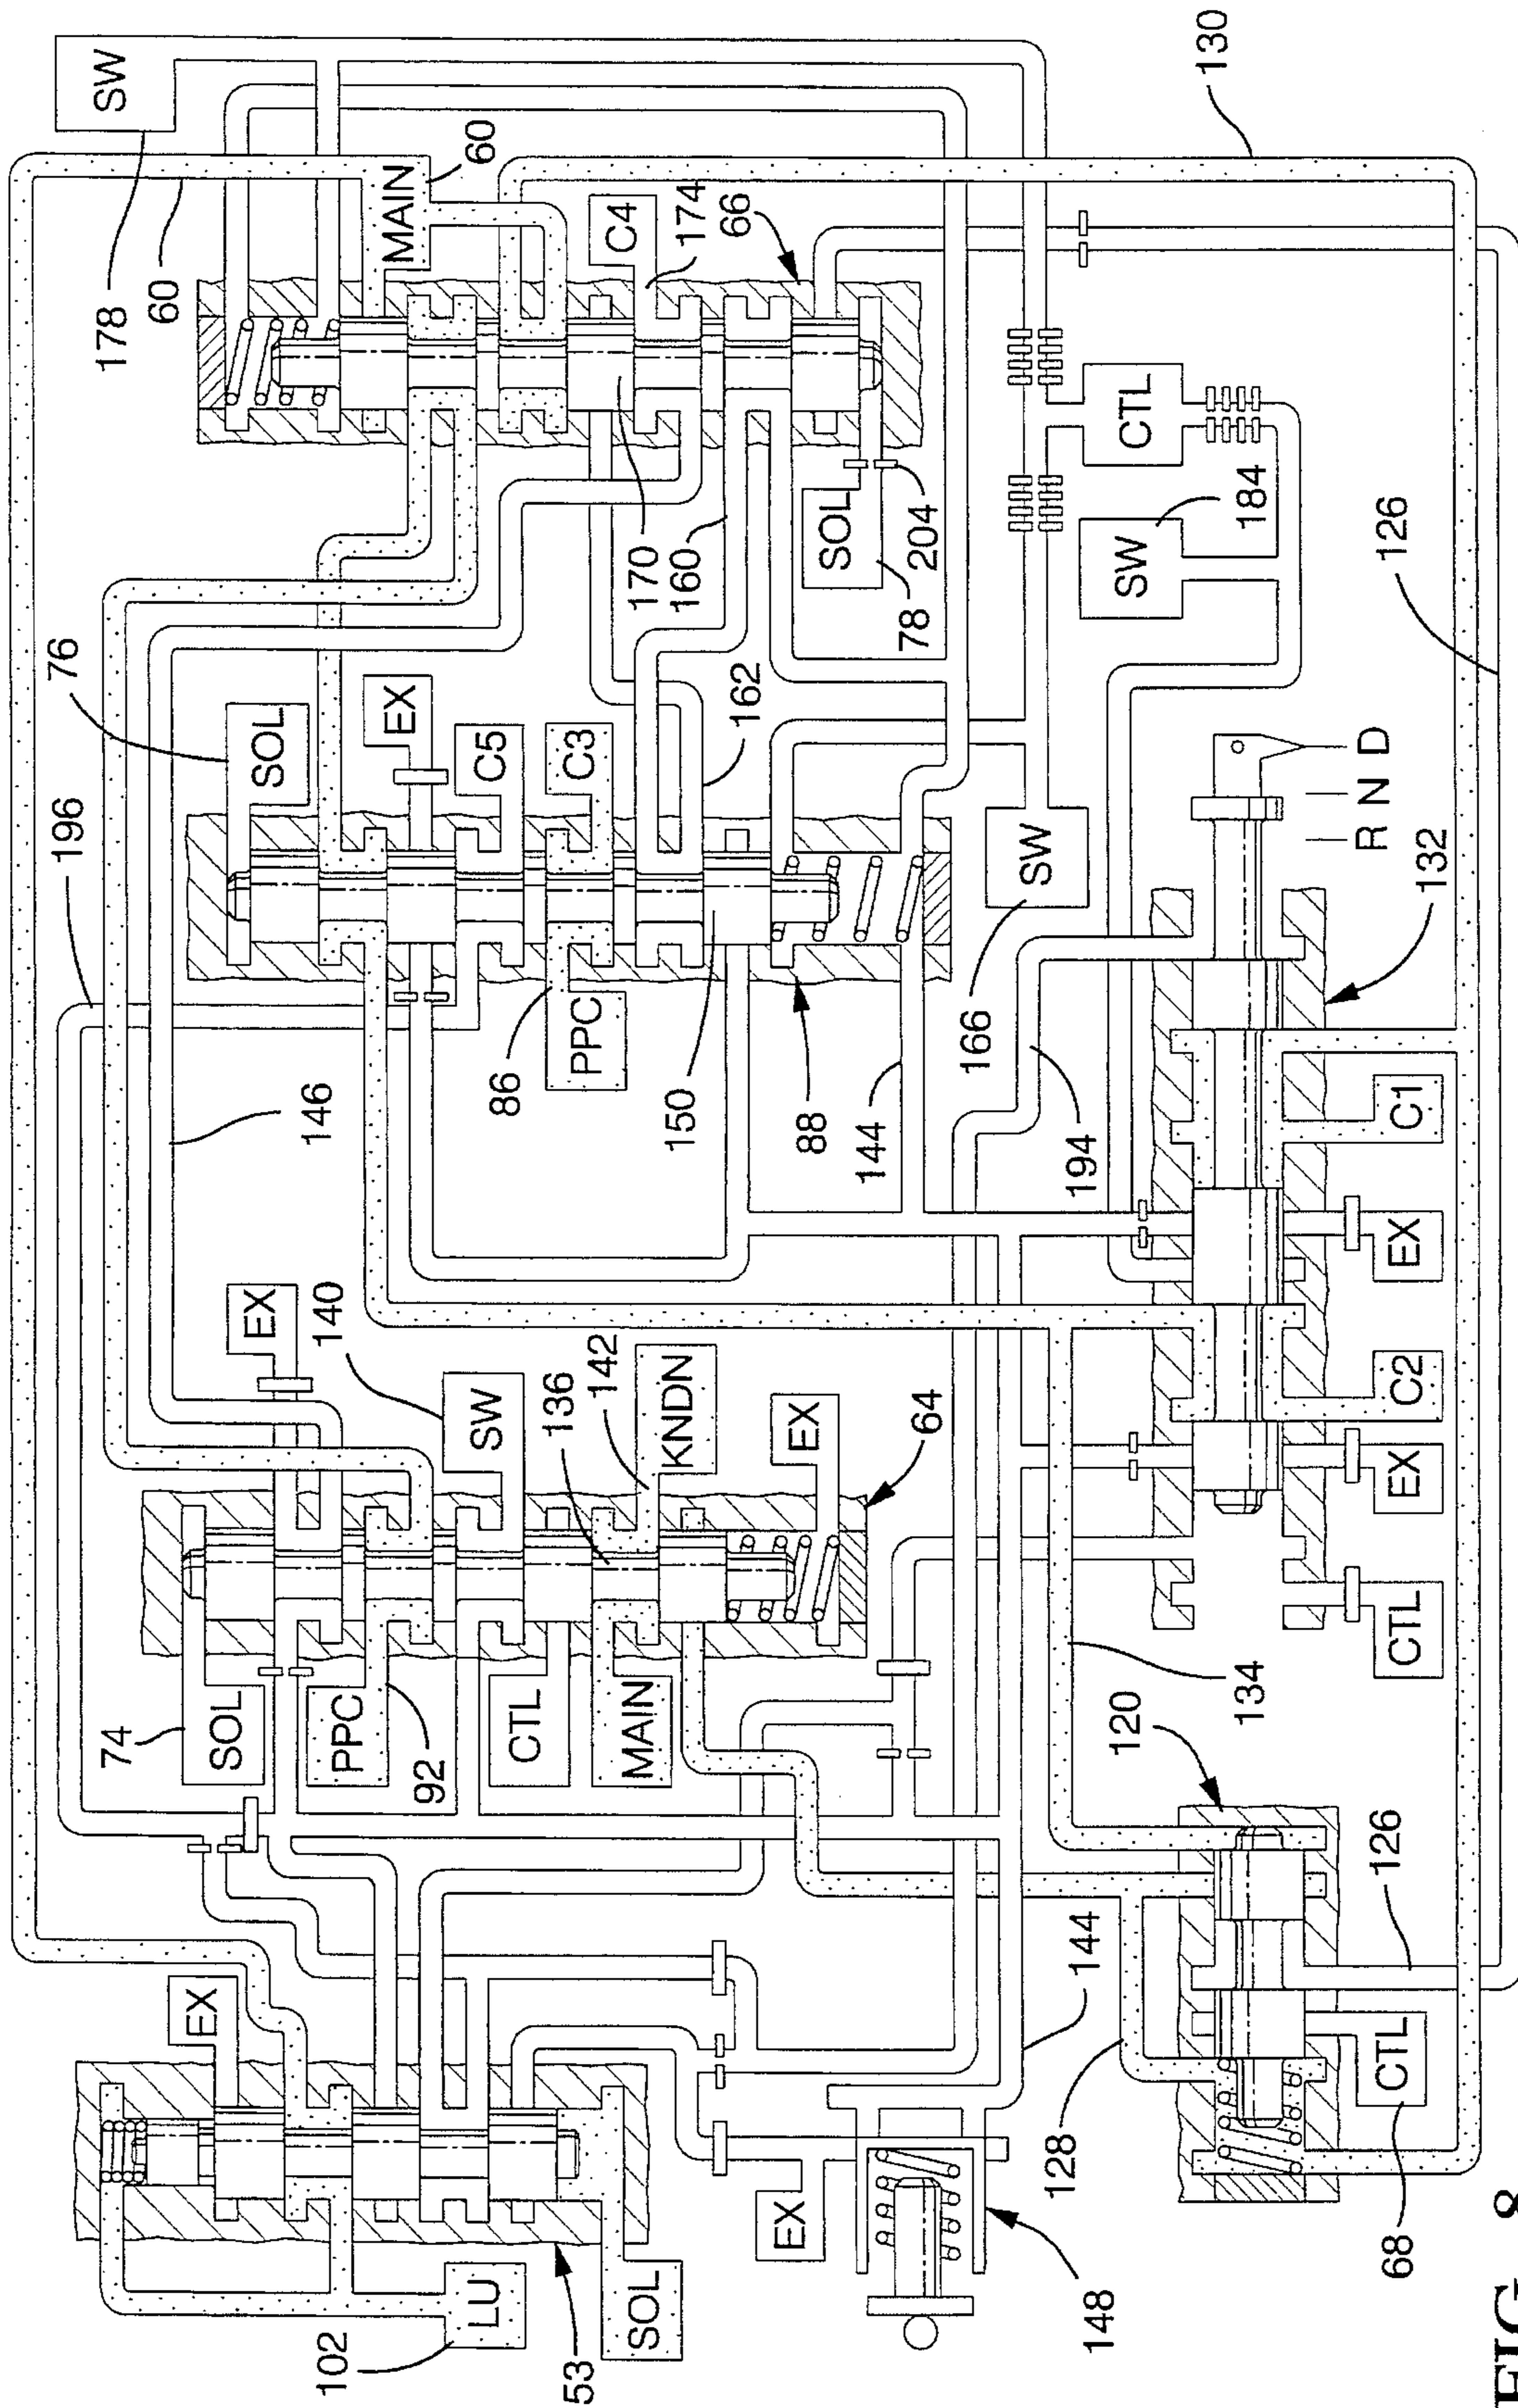 SW
178
60
MAIN
60
C4
174
66
130
76
SOL
EX
C5
C3
170
160
162
SOL
78
204
CTL
SW
184
126
196
146
86
PPC
150
88
144
SW
166
194
R N D
132
C1
EX
EX
140
SW
136
142
KNDN
EX
64
C2
EX
74
SOL
PPC
92
CTL
MAIN
CTL
134
120
126
EX
LU
102
SOL
53
EX
148
144
128
CTL
68
FIG. 8